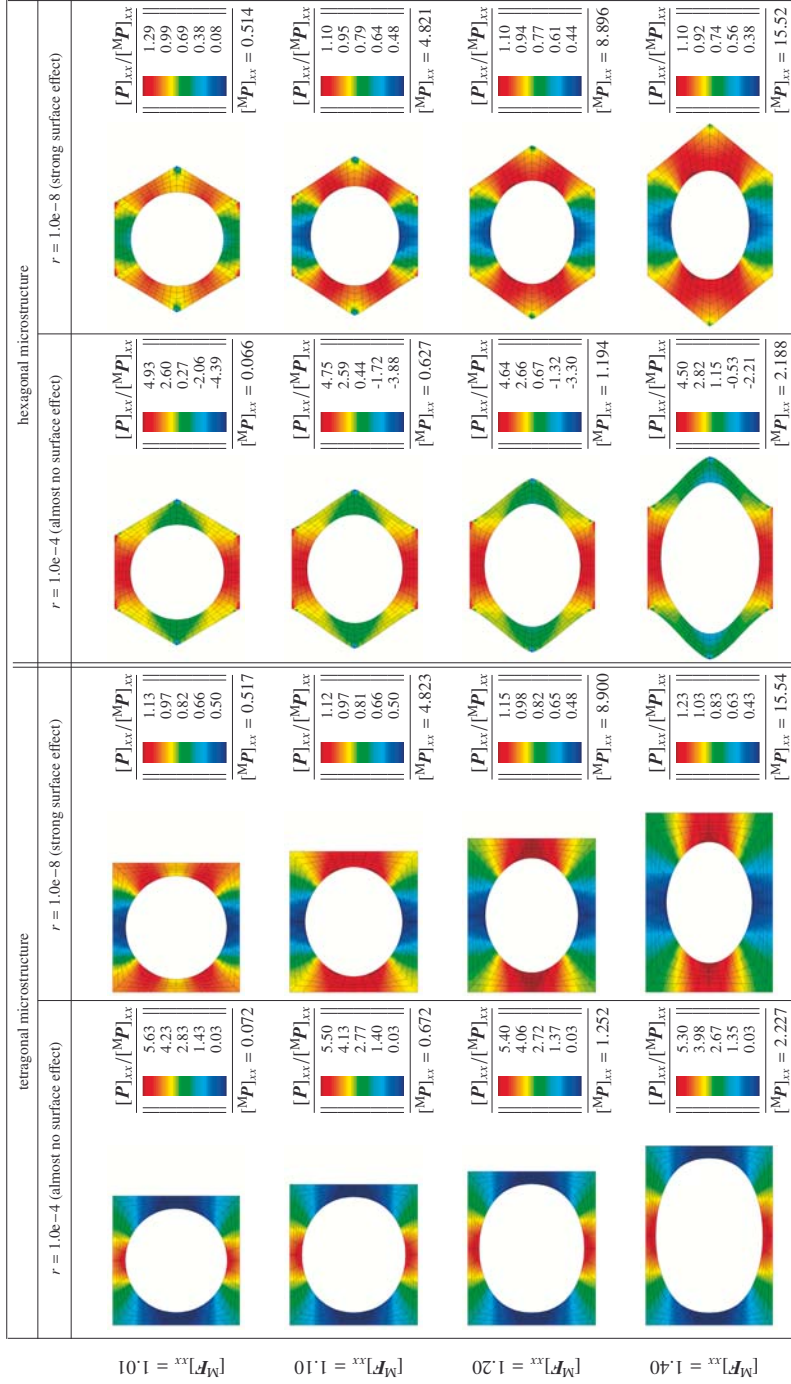 tetragonal microstructure
hexagonal microstructure
r = 1.0e−4 (almost no surface effect)
r = 1.0e−8 (strong surface effect)
r = 1.0e−4 (almost no surface effect)
r = 1.0e−8 (strong surface effect)
[ᴹF]xx = 1.01
[P]xx/[ᴹP]xx
5.63
4.23
2.83
1.43
0.03
[ᴹP]xx = 0.072
[P]xx/[ᴹP]xx
1.13
0.97
0.82
0.66
0.50
[ᴹP]xx = 0.517
[P]xx/[ᴹP]xx
4.93
2.60
0.27
-2.06
-4.39
[ᴹP]xx = 0.066
[P]xx/[ᴹP]xx
1.29
0.99
0.69
0.38
0.08
[ᴹP]xx = 0.514
[ᴹF]xx = 1.10
[P]xx/[ᴹP]xx
5.50
4.13
2.77
1.40
0.03
[ᴹP]xx = 0.672
[P]xx/[ᴹP]xx
1.12
0.97
0.81
0.66
0.50
[ᴹP]xx = 4.823
[P]xx/[ᴹP]xx
4.75
2.59
0.44
-1.72
-3.88
[ᴹP]xx = 0.627
[P]xx/[ᴹP]xx
1.10
0.95
0.79
0.64
0.48
[ᴹP]xx = 4.821
[ᴹF]xx = 1.20
[P]xx/[ᴹP]xx
5.40
4.06
2.72
1.37
0.03
[ᴹP]xx = 1.252
[P]xx/[ᴹP]xx
1.15
0.98
0.82
0.65
0.48
[ᴹP]xx = 8.900
[P]xx/[ᴹP]xx
4.64
2.66
0.67
-1.32
-3.30
[ᴹP]xx = 1.194
[P]xx/[ᴹP]xx
1.10
0.94
0.77
0.61
0.44
[ᴹP]xx = 8.896
[ᴹF]xx = 1.40
[P]xx/[ᴹP]xx
5.30
3.98
2.67
1.35
0.03
[ᴹP]xx = 2.227
[P]xx/[ᴹP]xx
1.23
1.03
0.83
0.63
0.43
[ᴹP]xx = 15.54
[P]xx/[ᴹP]xx
4.50
2.82
1.15
-0.53
-2.21
[ᴹP]xx = 2.188
[P]xx/[ᴹP]xx
1.10
0.92
0.74
0.56
0.38
[ᴹP]xx = 15.52